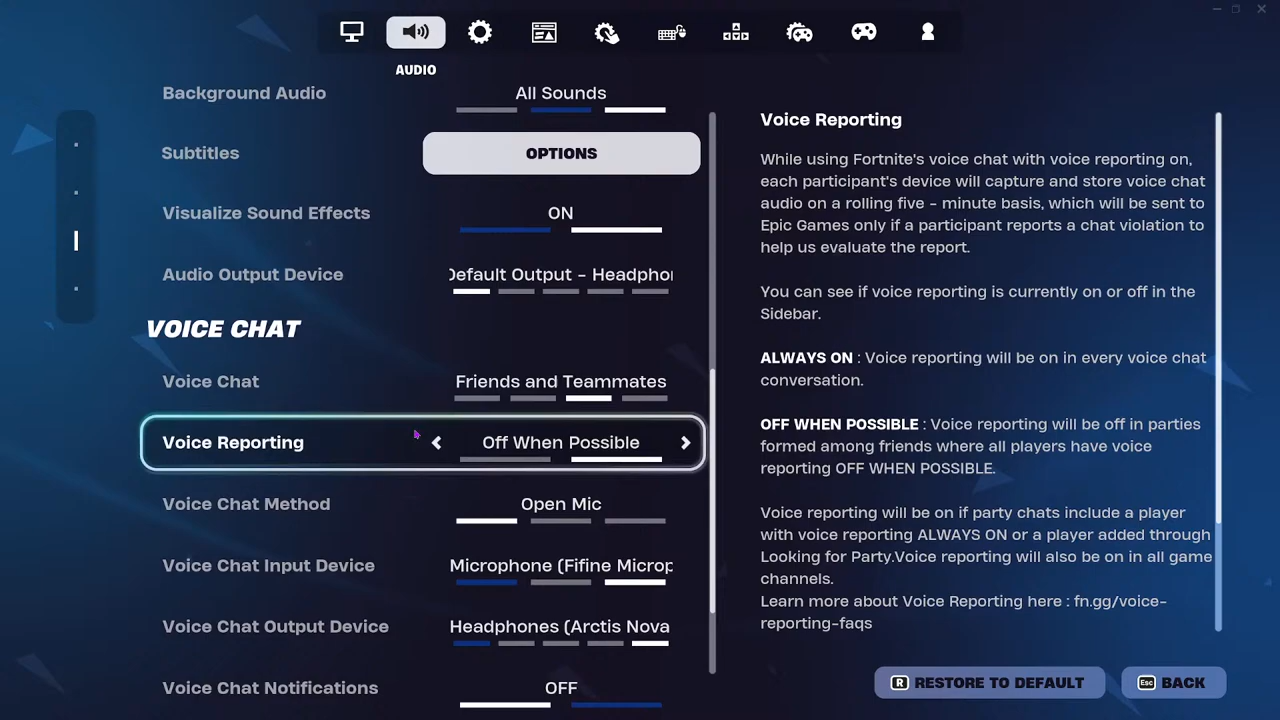 AUDIO
Background Audio
All Sounds
Subtitles
OPTIONS
Visualize Sound Effects
ON
Audio Output Device
Default Output - Headphon
VOICE CHAT
Voice Chat
Friends and Teammates
Voice Reporting
Off When Possible
Voice Chat Method
Open Mic
Voice Chat Input Device
Microphone (Fifine Microp
Voice Chat Output Device
Headphones (Arctis Nova
Voice Chat Notifications
OFF
Voice Reporting
While using Fortnite's voice chat with voice reporting on,
each participant's device will capture and store voice chat
audio on a rolling five - minute basis, which will be sent to
Epic Games only if a participant reports a chat violation to
help us evaluate the report.
You can see if voice reporting is currently on or off in the
Sidebar.
ALWAYS ON : Voice reporting will be on in every voice chat
conversation.
OFF WHEN POSSIBLE : Voice reporting will be off in parties
formed among friends where all players have voice
reporting OFF WHEN POSSIBLE.
Voice reporting will be on if party chats include a player
with voice reporting ALWAYS ON or a player added through
Looking for Party.Voice reporting will also be on in all game
channels.
Learn more about Voice Reporting here : fn.gg/voice-
reporting-faqs
R RESTORE TO DEFAULT
Esc BACK